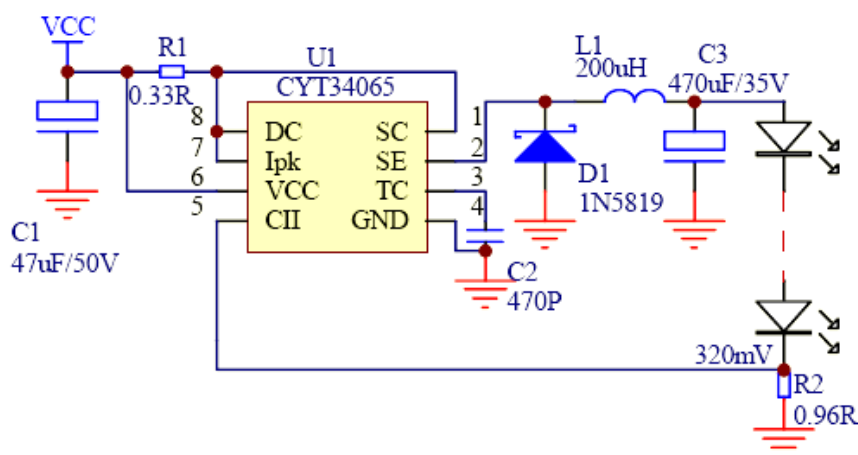 VCC
R1
0.33R
U1
CYT34065
8 DC SC 1
7 Ipk SE 2
6 VCC TC 3
5 CII GND 4
C1
47uF/50V
C2
470P
D1
1N5819
L1
200uH
C3
470uF/35V
320mV
R2
0.96R